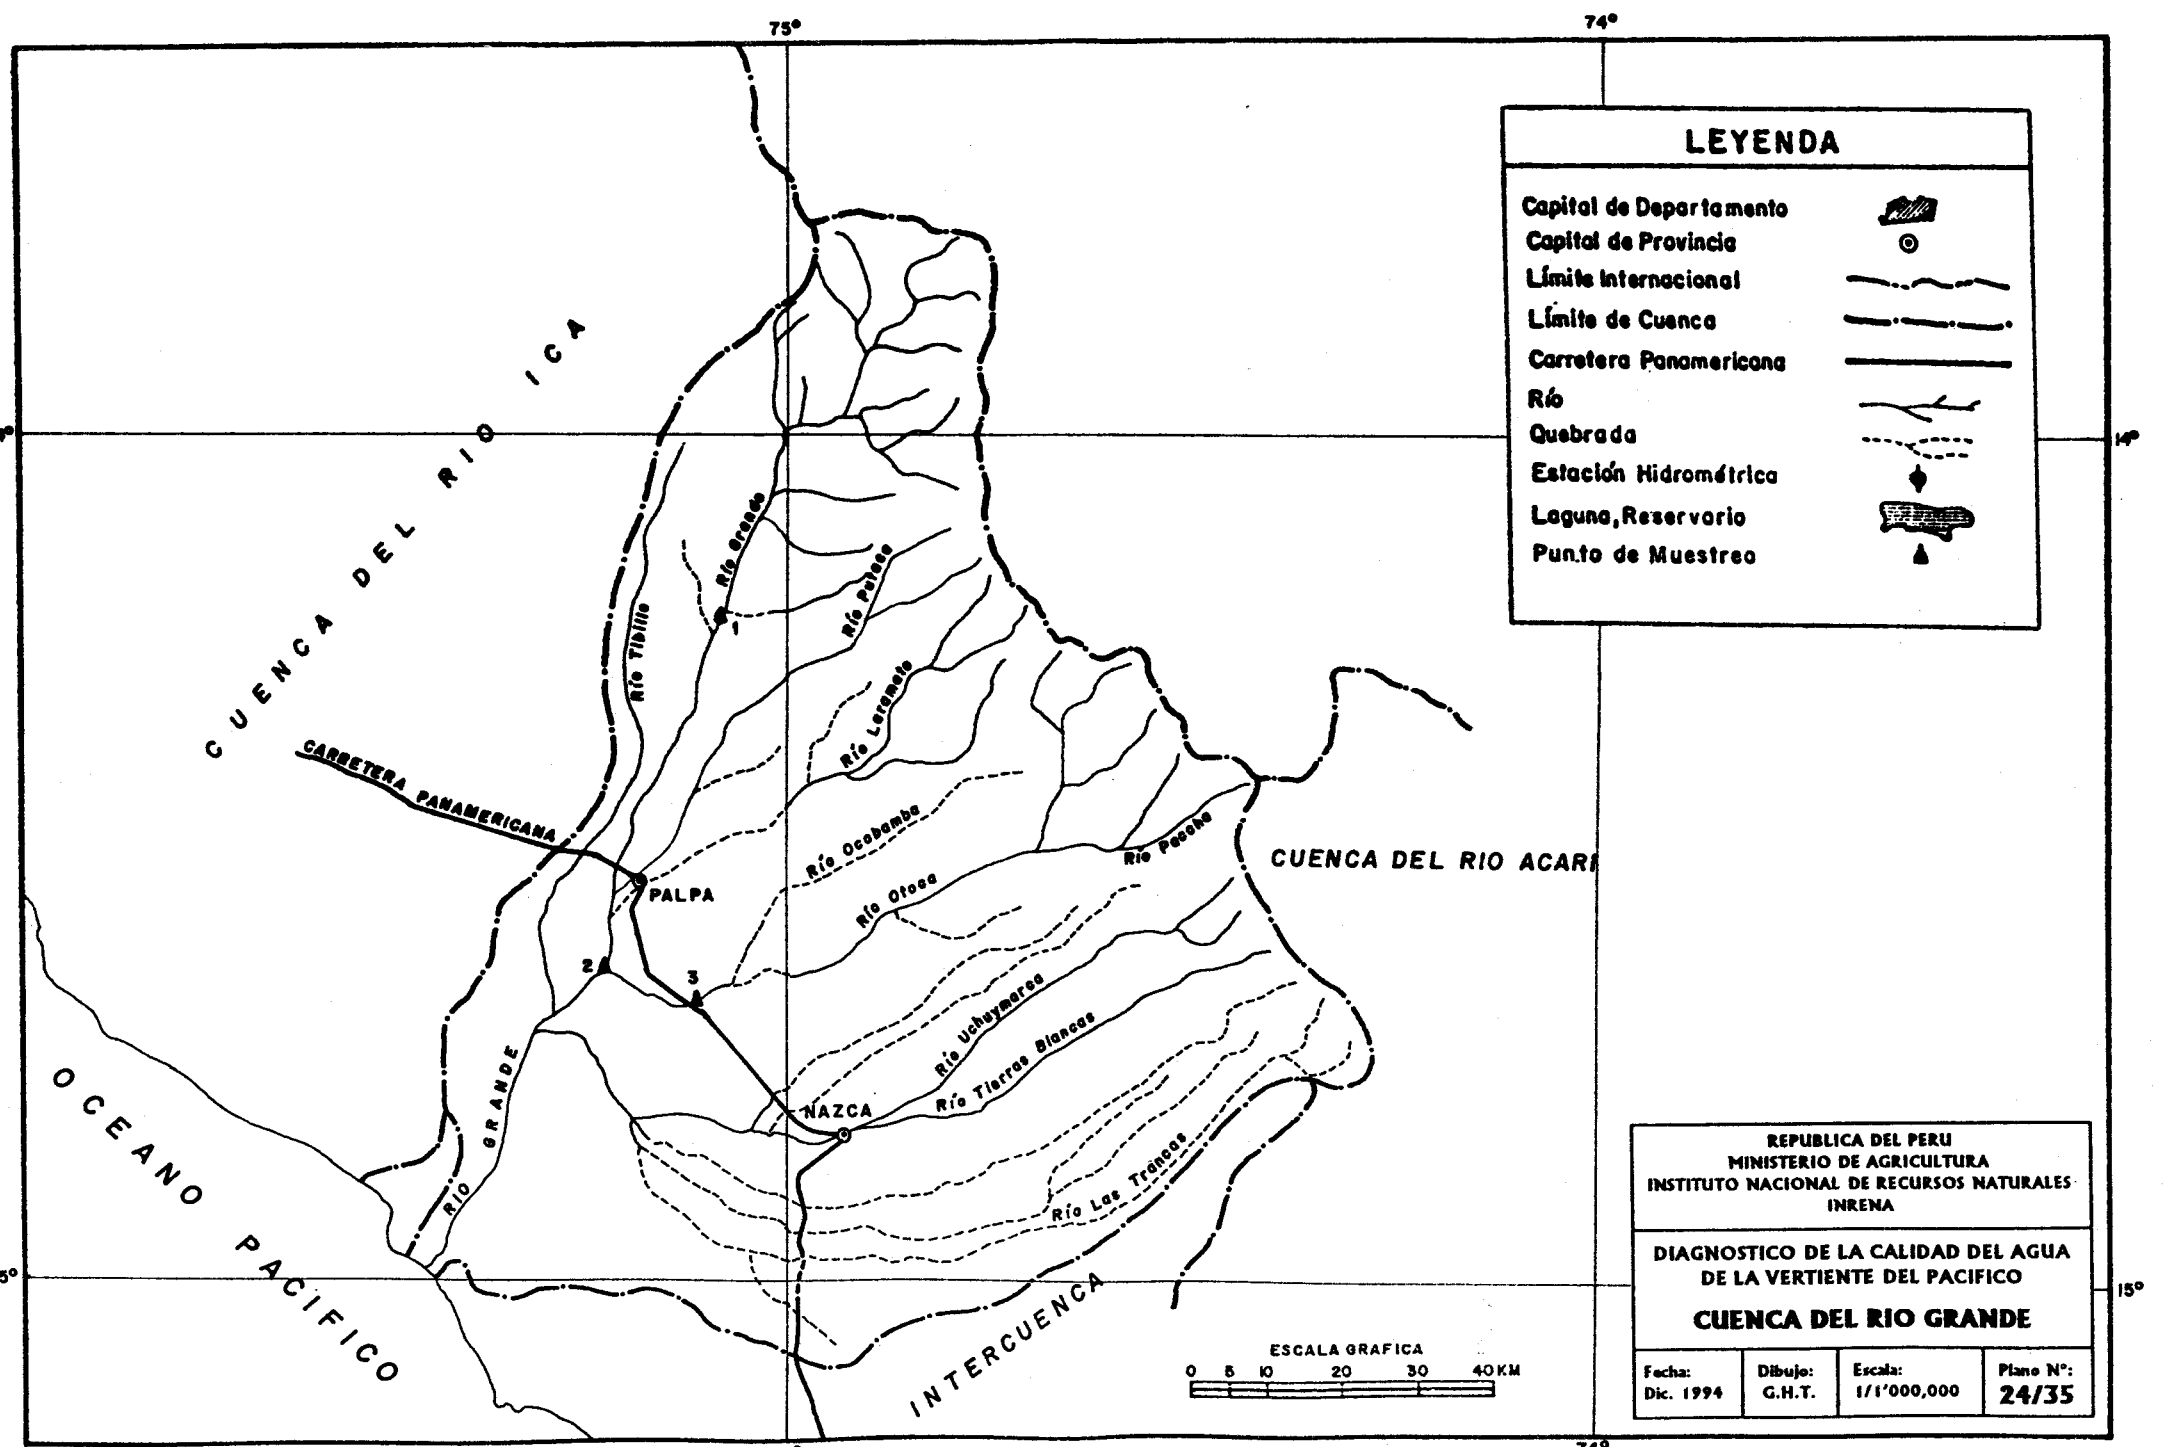 75°
74°
LEYENDA
Capital de Departamento
Capital de Provincia
Límite Internacional
Límite de Cuenca
Carretera Panamericana
Río
Quebrada
Estación Hidrométrica
Laguna, Reservorio
Punto de Muestreo
CUENCA DEL RIO ICA
14°
Río Grande
Río Palpa
Río Tibillo
1
Río Laramate
CARRETERA PANAMERICANA
Río Ocobamba
Río Pacoha
CUENCA DEL RIO ACARI
PALPA
Río Otoca
2
3
Río Uchuymarca
Río Tierras Blancas
OCEANO PACIFICO
RIO GRANDE
NAZCA
Río Las Trancas
5°
15°
INTERCUENCA
ESCALA GRAFICA
0 5 10 20 30 40 KM
REPUBLICA DEL PERU
MINISTERIO DE AGRICULTURA
INSTITUTO NACIONAL DE RECURSOS NATURALES
INRENA
DIAGNOSTICO DE LA CALIDAD DEL AGUA
DE LA VERTIENTE DEL PACIFICO
CUENCA DEL RIO GRANDE
Fecha: Dibujo: Escala: Plano Nº:
Dic. 1994 G.H.T. 1/1'000,000 24/35
74°